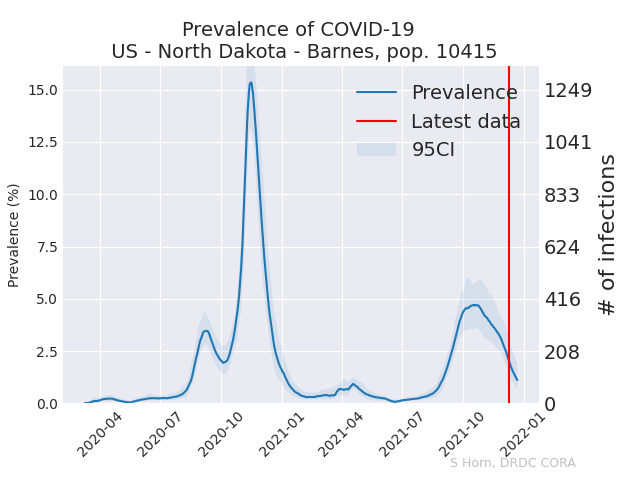 Prevalence of COVID-19
US - North Dakota - Barnes, pop. 10415
Prevalence (%)
15.0
12.5
10.0
7.5
5.0
2.5
0.0
Prevalence
Latest data
95CI
1249
1041
833
624
416
208
0
# of infections
2020-04
2020-07
2020-10
2021-01
2021-04
2021-07
2021-10
2022-01
S Horn, DRDC CORA